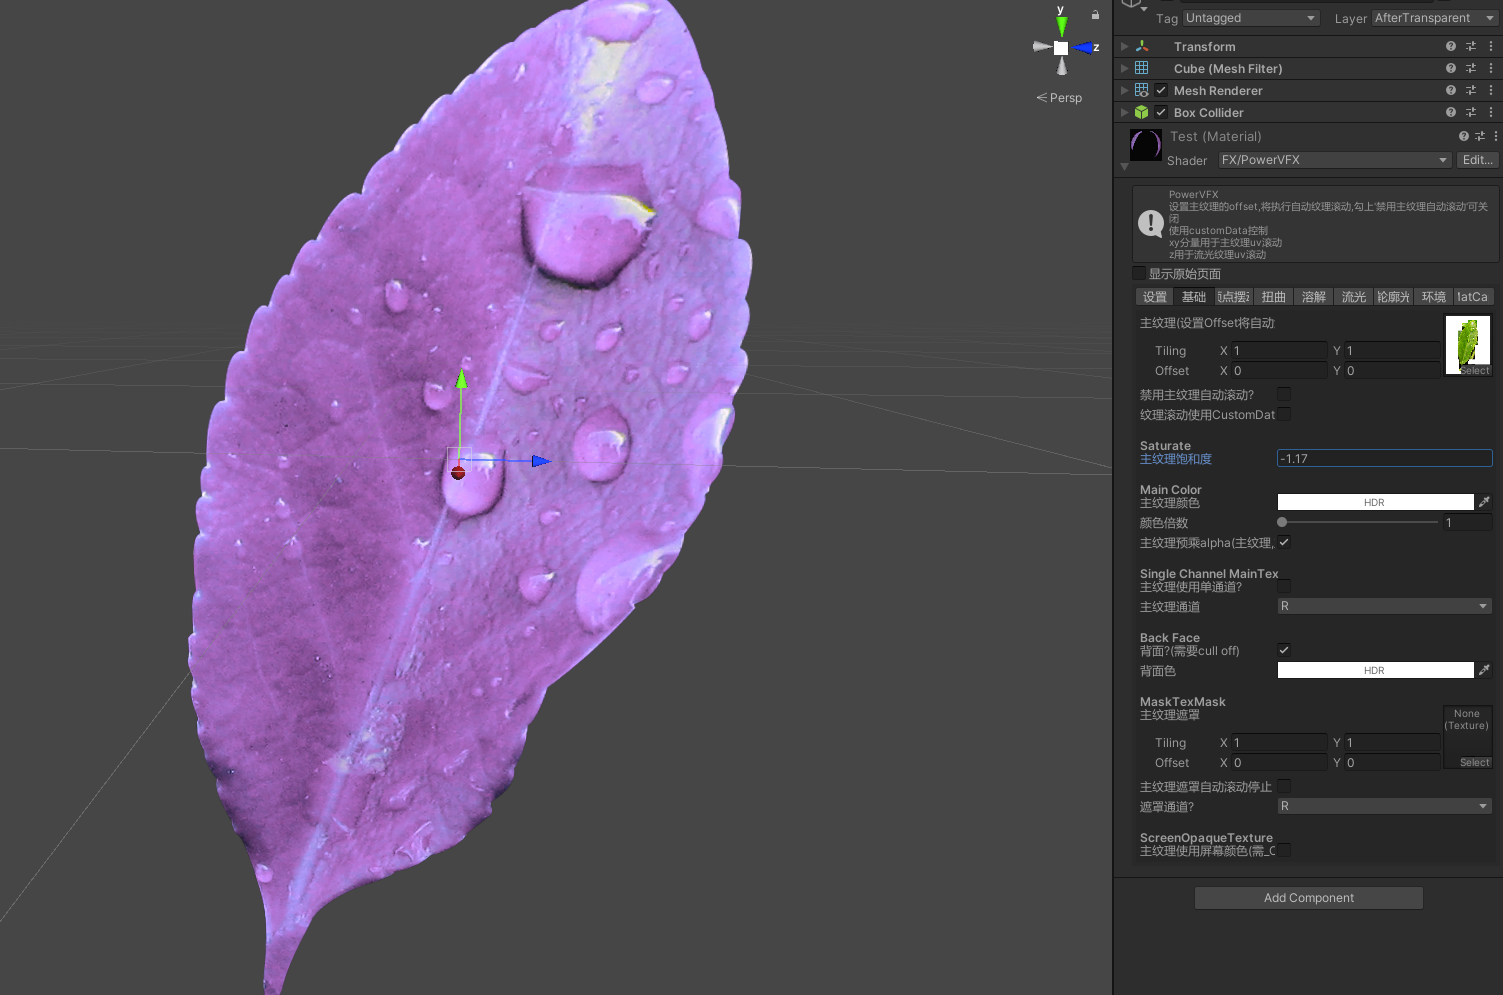 y
z
Persp
Tag Untagged Layer AfterTransparent
Transform
Cube (Mesh Filter)
Mesh Renderer
Box Collider
Test (Material)
Shader FX/PowerVFX Edit...
PowerVFX
设置主纹理的offset,将执行自动纹理滚动,勾上'禁用主纹理自动滚动'可关
闭
使用customData控制
xy分量用于主纹理uv滚动
z用于流光纹理uv滚动
显示原始页面
设置 基础 点摆 扭曲 溶解 流光 轮廓光 环境 latCa
主纹理(设置Offset将自动
Tiling X 1 Y 1
Offset X 0 Y 0
Select
禁用主纹理自动滚动?
纹理滚动使用CustomDat
Saturate
主纹理饱和度 -1.17
Main Color
主纹理颜色 HDR
颜色倍数 1
主纹理预乘alpha(主纹理,
Single Channel MainTex
主纹理使用单通道?
主纹理通道 R
Back Face
背面?(需要cull off)
背面色 HDR
MaskTexMask
主纹理遮罩
None
(Texture)
Tiling X 1 Y 1
Offset X 0 Y 0
Select
主纹理遮罩自动滚动停止
遮罩通道? R
ScreenOpaqueTexture
主纹理使用屏幕颜色(需_C
Add Component